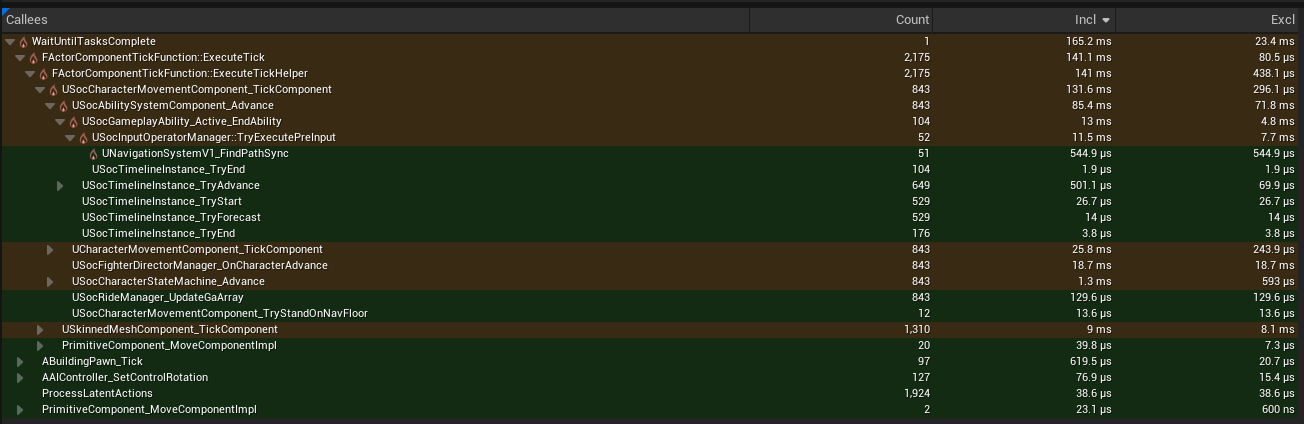 Callees Count Incl Excl
WaitUntilTasksComplete 1 165.2 ms 23.4 ms
FActorComponentTickFunction::ExecuteTick 2,175 141.1 ms 80.5 µs
FActorComponentTickFunction::ExecuteTickHelper 2,175 141 ms 438.1 µs
USocCharacterMovementComponent_TickComponent 843 131.6 ms 296.1 µs
USocAbilitySystemComponent_Advance 843 85.4 ms 71.8 ms
USocGameplayAbility_Active_EndAbility 104 13 ms 4.8 ms
USocInputOperatorManager::TryExecutePreInput 52 11.5 ms 7.7 ms
UNavigationSystemV1_FindPathSync 51 544.9 µs 544.9 µs
USocTimelineInstance_TryEnd 104 1.9 µs 1.9 µs
USocTimelineInstance_TryAdvance 649 501.1 µs 69.9 µs
USocTimelineInstance_TryStart 529 26.7 µs 26.7 µs
USocTimelineInstance_TryForecast 529 14 µs 14 µs
USocTimelineInstance_TryEnd 176 3.8 µs 3.8 µs
UCharacterMovementComponent_TickComponent 843 25.8 ms 243.9 µs
USocFighterDirectorManager_OnCharacterAdvance 843 18.7 ms 18.7 ms
USocCharacterStateMachine_Advance 843 1.3 ms 593 µs
USocRideManager_UpdateGaArray 843 129.6 µs 129.6 µs
USocCharacterMovementComponent_TryStandOnNavFloor 12 13.6 µs 13.6 µs
USkinnedMeshComponent_TickComponent 1,310 9 ms 8.1 ms
PrimitiveComponent_MoveComponentImpl 20 39.8 µs 7.3 µs
ABuildingPawn_Tick 97 619.5 µs 20.7 µs
AAIController_SetControlRotation 127 76.9 µs 15.4 µs
ProcessLatentActions 1,924 38.6 µs 38.6 µs
PrimitiveComponent_MoveComponentImpl 2 23.1 µs 600 ns